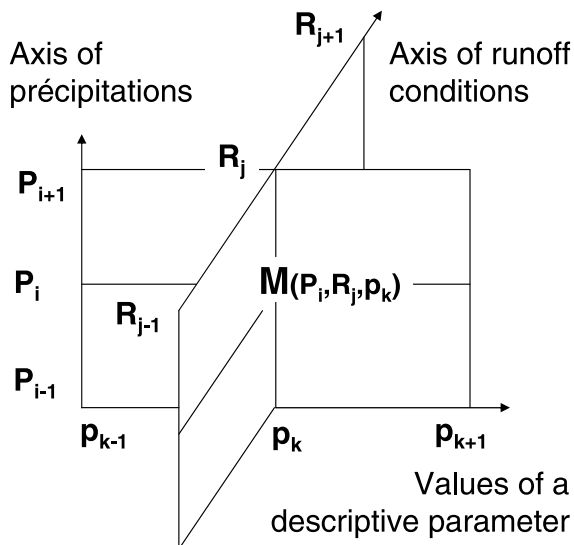 R_{j+1}
Axis of
précipitations
Axis of runoff
conditions
R_j
P_{i+1}
P_i
M(P_i,R_j,p_k)
R_{j-1}
P_{i-1}
p_{k-1}
p_k
p_{k+1}
Values of a
descriptive parameter